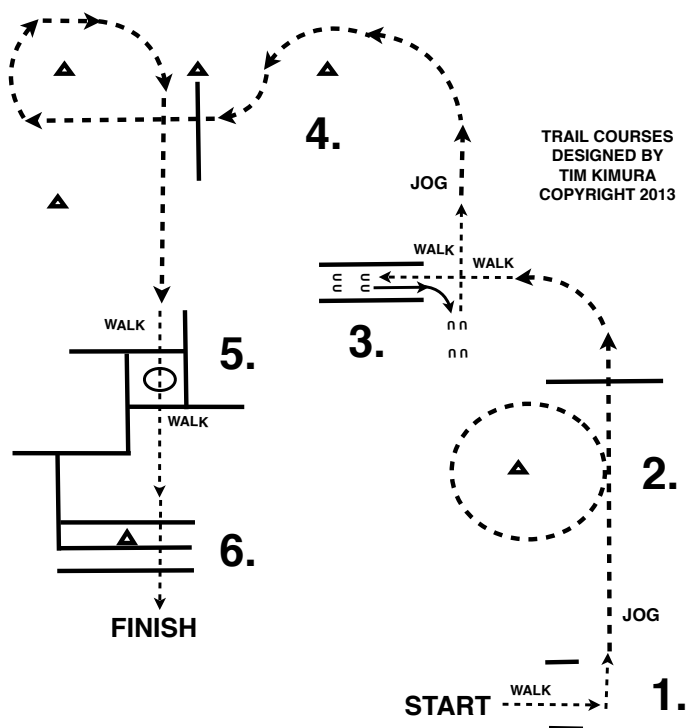 4.
TRAIL COURSES
DESIGNED BY
TIM KIMURA
COPYRIGHT 2013
JOG
WALK
WALK
3.
WALK
5.
WALK
2.
6.
JOG
FINISH
1.
START
WALK